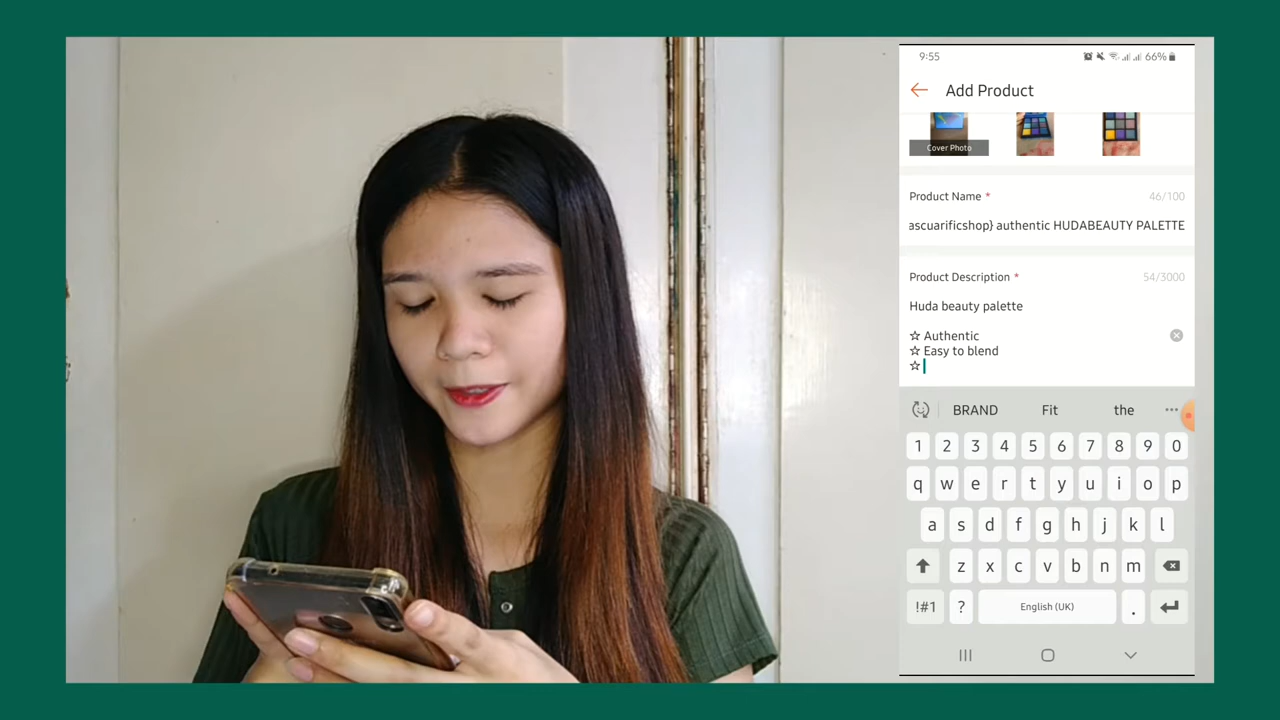 9:55
66%
Add Product
Cover Photo
Product Name *
46/100
ascuarificshop} authentic HUDABEAUTY PALETTE
Product Description *
54/3000
Huda beauty palette
☆ Authentic
☆ Easy to blend
☆
BRAND Fit the
1 2 3 4 5 6 7 8 9 0
q w e r t y u i o p
a s d f g h j k l
z x c v b n m
!#1 ? English (UK) .